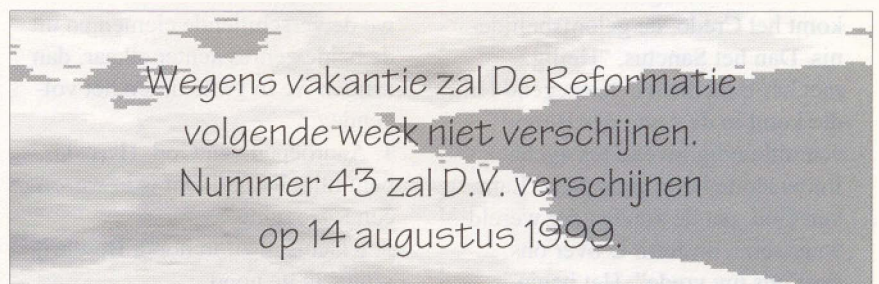 Wegens vakantie zal De Reformatie
volgende week niet verschijnen.
Nummer 43 zal D.V. verschijnen
op 14 augustus 1999.